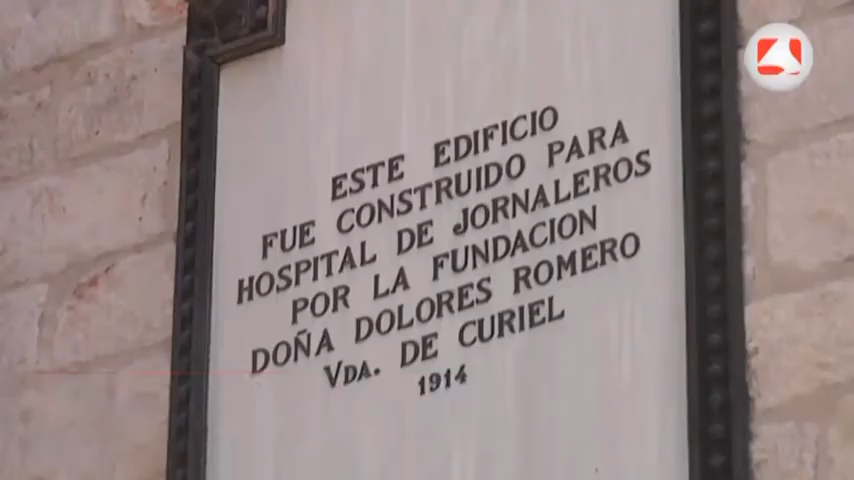 ESTE EDIFICIO
FUE CONSTRUIDO PARA
HOSPITAL DE JORNALEROS
POR LA FUNDACION
DOÑA DOLORES ROMERO
VDA. DE CURIEL
1914